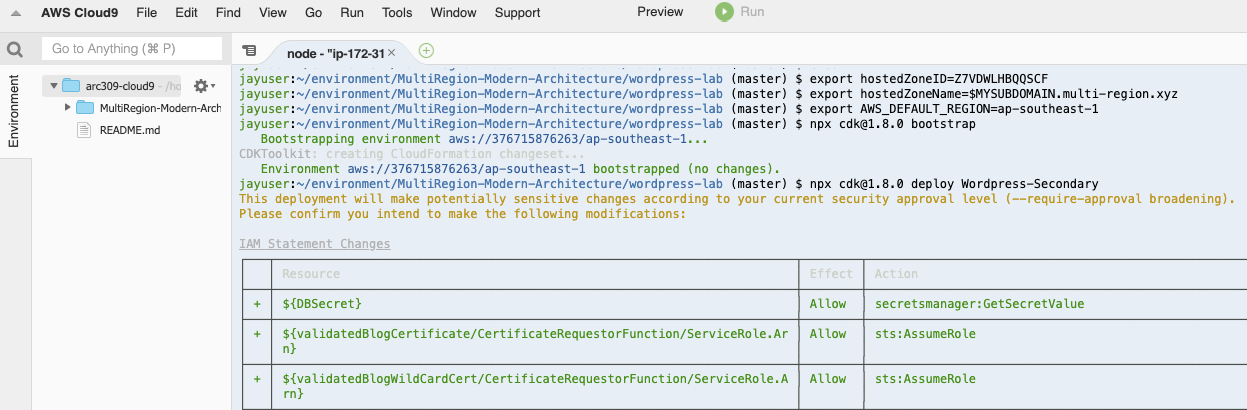 AWS Cloud9 File Edit Find View Go Run Tools Window Support Preview Run
Go to Anything (⌘ P)
node - "ip-172-31
Environment
arc309-cloud9 - /ho
MultiRegion-Modern-Arch
README.md
jayuser:~/environment/MultiRegion-Modern-Architecture/wordpress-lab (master) $ export hostedZoneID=Z7VDWLHBQQSCF
jayuser:~/environment/MultiRegion-Modern-Architecture/wordpress-lab (master) $ export hostedZoneName=$MYSUBDOMAIN.multi-region.xyz
jayuser:~/environment/MultiRegion-Modern-Architecture/wordpress-lab (master) $ export AWS_DEFAULT_REGION=ap-southeast-1
jayuser:~/environment/MultiRegion-Modern-Architecture/wordpress-lab (master) $ npx cdk@1.8.0 bootstrap
Bootstrapping environment aws://376715876263/ap-southeast-1...
CDKToolkit: creating CloudFormation changeset...
Environment aws://376715876263/ap-southeast-1 bootstrapped (no changes).
jayuser:~/environment/MultiRegion-Modern-Architecture/wordpress-lab (master) $ npx cdk@1.8.0 deploy Wordpress-Secondary
This deployment will make potentially sensitive changes according to your current security approval level (--require-approval broadening).
Please confirm you intend to make the following modifications:
IAM Statement Changes
Resource Effect Action
+ ${DBSecret} Allow secretsmanager:GetSecretValue
+ ${validatedBlogCertificate/CertificateRequestorFunction/ServiceRole.Ar Allow sts:AssumeRole
n}
+ ${validatedBlogWildCardCert/CertificateRequestorFunction/ServiceRole.A Allow sts:AssumeRole
rn}